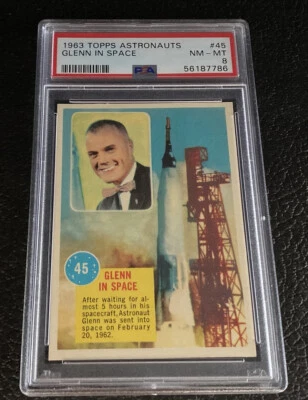 1963 TOPPS ASTRONAUTS #45
GLENN IN SPACE NM-MT
8
PSA 56187786
45
GLENN
IN SPACE
After waiting for al-
most 5 hours in his
spacecraft, Astronaut
Glenn was sent into
space on February
20, 1962.